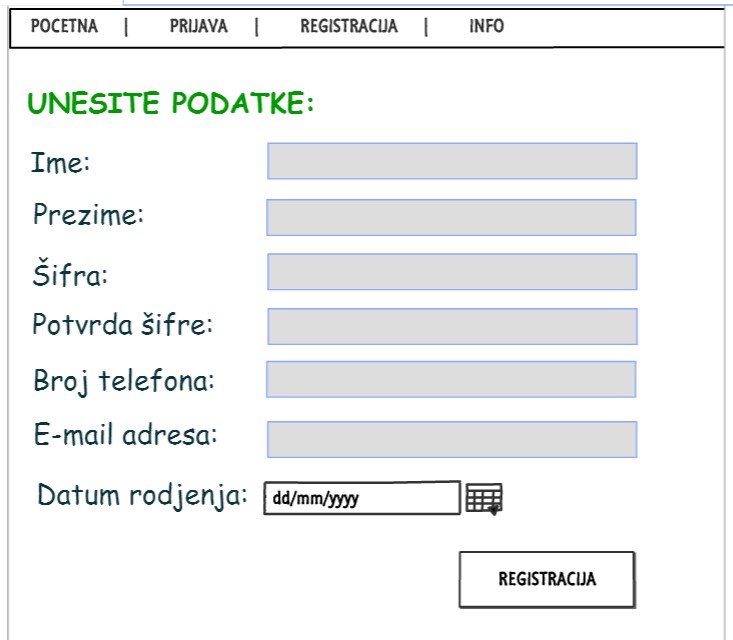 POCETNA | PRIJAVA | REGISTRACIJA | INFO
UNESITE PODATKE:
Ime:
Prezime:
Šifra:
Potvrda šifre:
Broj telefona:
E-mail adresa:
Datum rodjenja: dd/mm/yyyy
REGISTRACIJA